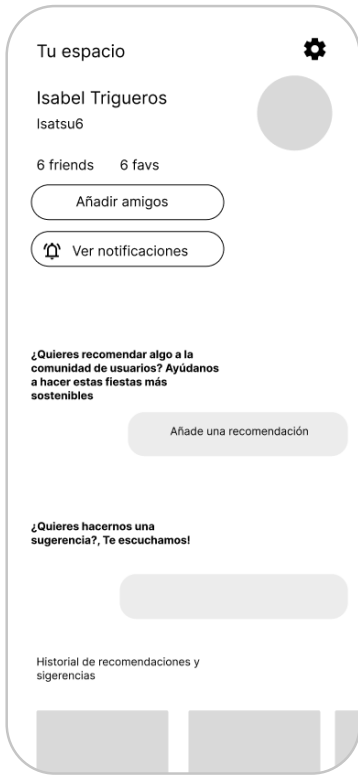 Tu espacio
Isabel Trigueros
Isatsu6
6 friends 6 favs
Añadir amigos
Ver notificaciones
¿Quieres recomendar algo a la
comunidad de usuarios? Ayúdanos
a hacer estas fiestas más
sostenibles
Añade una recomendación
¿Quieres hacernos una
sugerencia?, Te escuchamos!
Historial de recomendaciones y
sigerencias